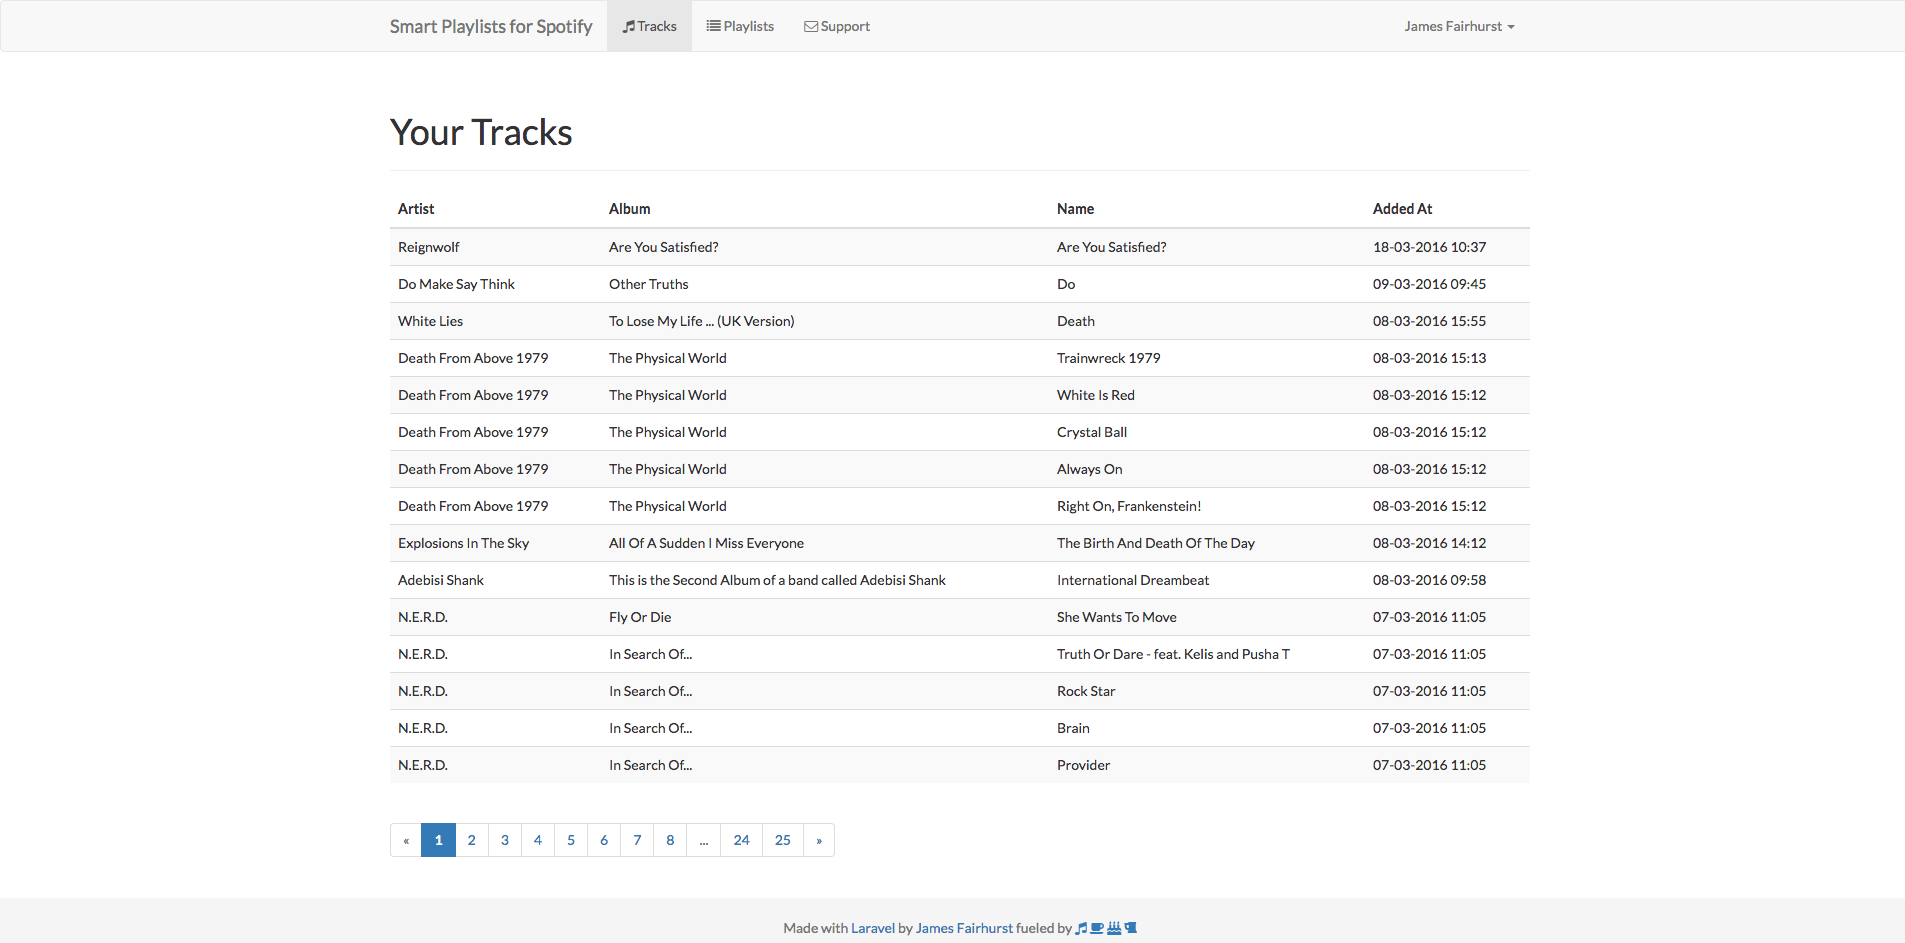 Smart Playlists for Spotify Tracks Playlists Support James Fairhurst
Your Tracks
Artist Album Name Added At
Reignwolf Are You Satisfied? Are You Satisfied? 18-03-2016 10:37
Do Make Say Think Other Truths Do 09-03-2016 09:45
White Lies To Lose My Life ... (UK Version) Death 08-03-2016 15:55
Death From Above 1979 The Physical World Trainwreck 1979 08-03-2016 15:13
Death From Above 1979 The Physical World White Is Red 08-03-2016 15:12
Death From Above 1979 The Physical World Crystal Ball 08-03-2016 15:12
Death From Above 1979 The Physical World Always On 08-03-2016 15:12
Death From Above 1979 The Physical World Right On, Frankenstein! 08-03-2016 15:12
Explosions In The Sky All Of A Sudden I Miss Everyone The Birth And Death Of The Day 08-03-2016 14:12
Adebisi Shank This is the Second Album of a band called Adebisi Shank International Dreambeat 08-03-2016 09:58
N.E.R.D. Fly Or Die She Wants To Move 07-03-2016 11:05
N.E.R.D. In Search Of... Truth Or Dare - feat. Kelis and Pusha T 07-03-2016 11:05
N.E.R.D. In Search Of... Rock Star 07-03-2016 11:05
N.E.R.D. In Search Of... Brain 07-03-2016 11:05
N.E.R.D. In Search Of... Provider 07-03-2016 11:05
« 1 2 3 4 5 6 7 8 ... 24 25 »
Made with Laravel by James Fairhurst fueled by